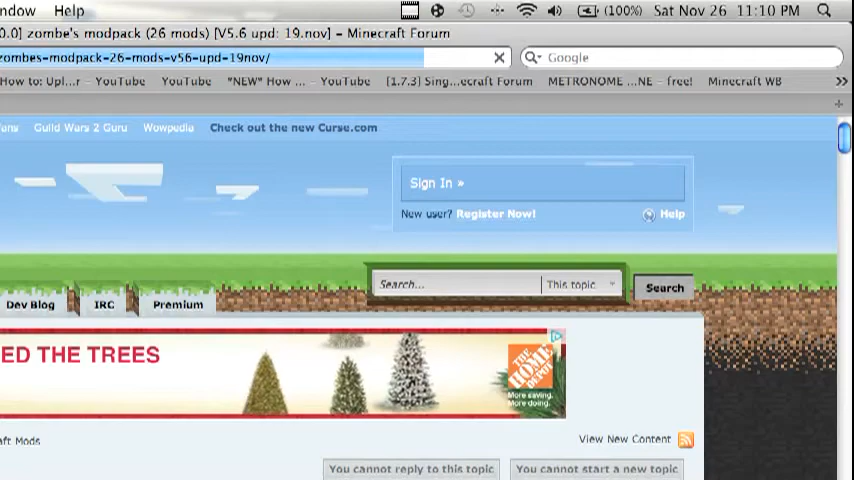 ndow Help (100%) Sat Nov 26 11:10 PM
0.0] zombe's modpack (26 mods) [V5.6 upd: 19.nov] – Minecraft Forum
zombes-modpack-26-mods-v56-upd-19nov/ Google
How to: Upl...r – YouTube YouTube *NEW* How ... – YouTube [1.7.3] Sing...ecraft Forum METRONOME ...NE – free! Minecraft WB
ans Guild Wars 2 Guru Wowpedia Check out the new Curse.com
Sign In »
New user? Register Now! Help
Search... This topic Search
Dev Blog IRC Premium
ED THE TREES
THE HOME DEPOT
More saving.
More doing.
aft Mods View New Content
You cannot reply to this topic You cannot start a new topic